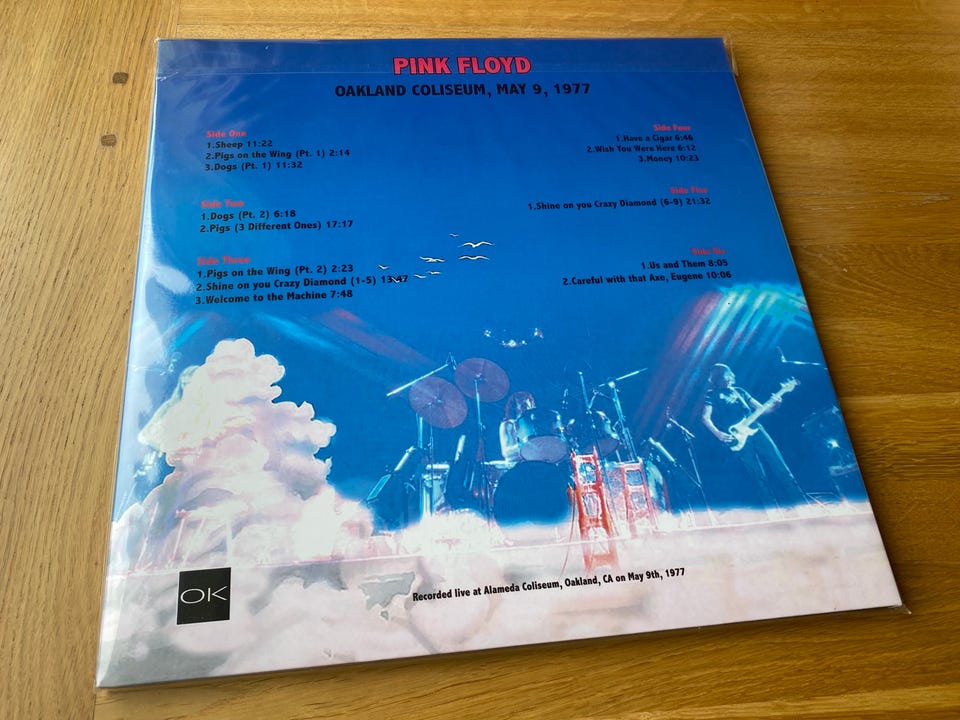 PINK FLOYD
OAKLAND COLISEUM, MAY 9, 1977
Side One
1.Sheep 11:22
2.Pigs on the Wing (Pt. 1) 2:14
3.Dogs (Pt. 1) 11:32
Side Two
1.Dogs (Pt. 2) 6:18
2.Pigs (3 Different Ones) 17:17
Side Three
1.Pigs on the Wing (Pt. 2) 2:23
2.Shine on you Crazy Diamond (1-5) 13:47
3.Welcome to the Machine 7:48
Side Four
1.Have a Cigar 6:46
2.Wish You Were Here 6:12
3.Money 10:23
Side Five
1.Shine on you Crazy Diamond (6-9) 21:32
Side Six
1.Us and Them 8:05
2.Careful with that Axe, Eugene 10:06
Recorded live at Alameda Coliseum, Oakland, CA on May 9th, 1977
OK